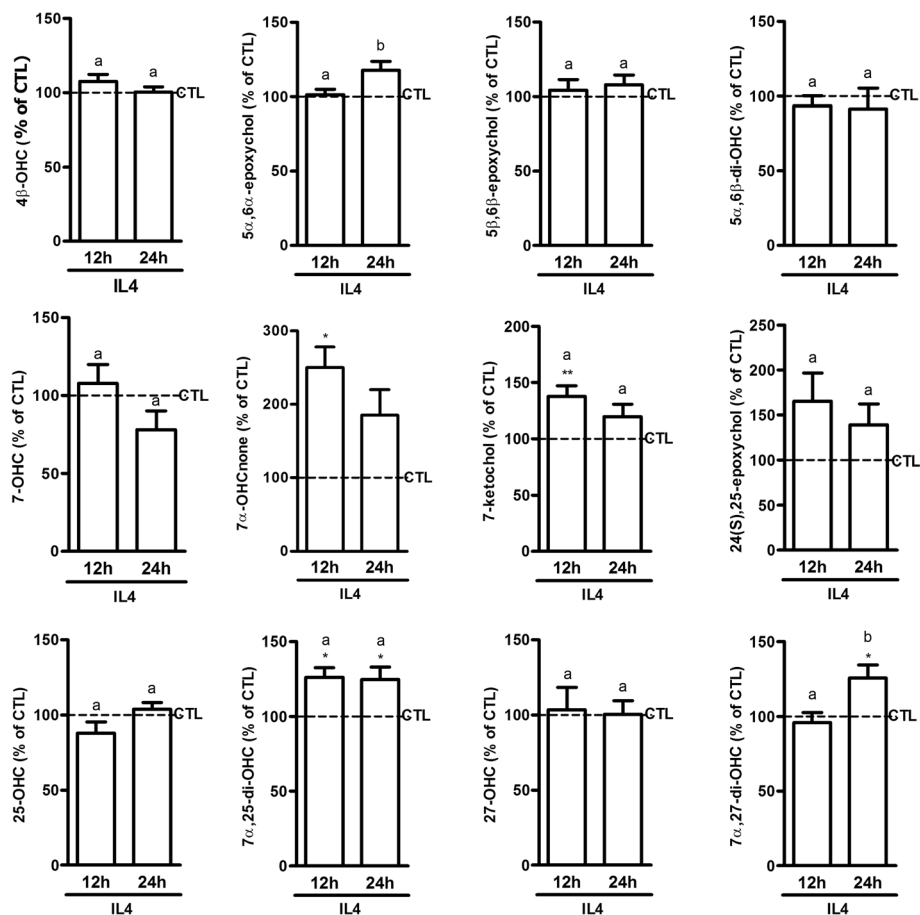 4β-OHC (% of CTL)
150
100
50
0
a
a
CTL
12h
24h
IL4
5α,6α-epoxychol (% of CTL)
150
100
50
0
a
b
CTL
12h
24h
IL4
5β,6β-epoxychol (% of CTL)
150
100
50
0
a
a
CTL
12h
24h
IL4
5α,6β-di-OHC (% of CTL)
150
100
50
0
a
a
CTL
12h
24h
IL4
7-OHC (% of CTL)
150
100
50
0
a
a
CTL
12h
24h
IL4
7α-OHCnone (% of CTL)
300
200
100
0
*
CTL
12h
24h
IL4
7-ketochol (% of CTL)
200
150
100
50
0
a
**
a
CTL
12h
24h
IL4
24(S),25-epoxychol (% of CTL)
250
200
150
100
50
0
a
a
CTL
12h
24h
IL4
25-OHC (% of CTL)
150
100
50
0
a
a
CTL
12h
24h
IL4
7α,25-di-OHC (% of CTL)
150
100
50
0
a
*
a
*
CTL
12h
24h
IL4
27-OHC (% of CTL)
150
100
50
0
a
a
CTL
12h
24h
IL4
7α,27-di-OHC (% of CTL)
150
100
50
0
a
b
*
CTL
12h
24h
IL4